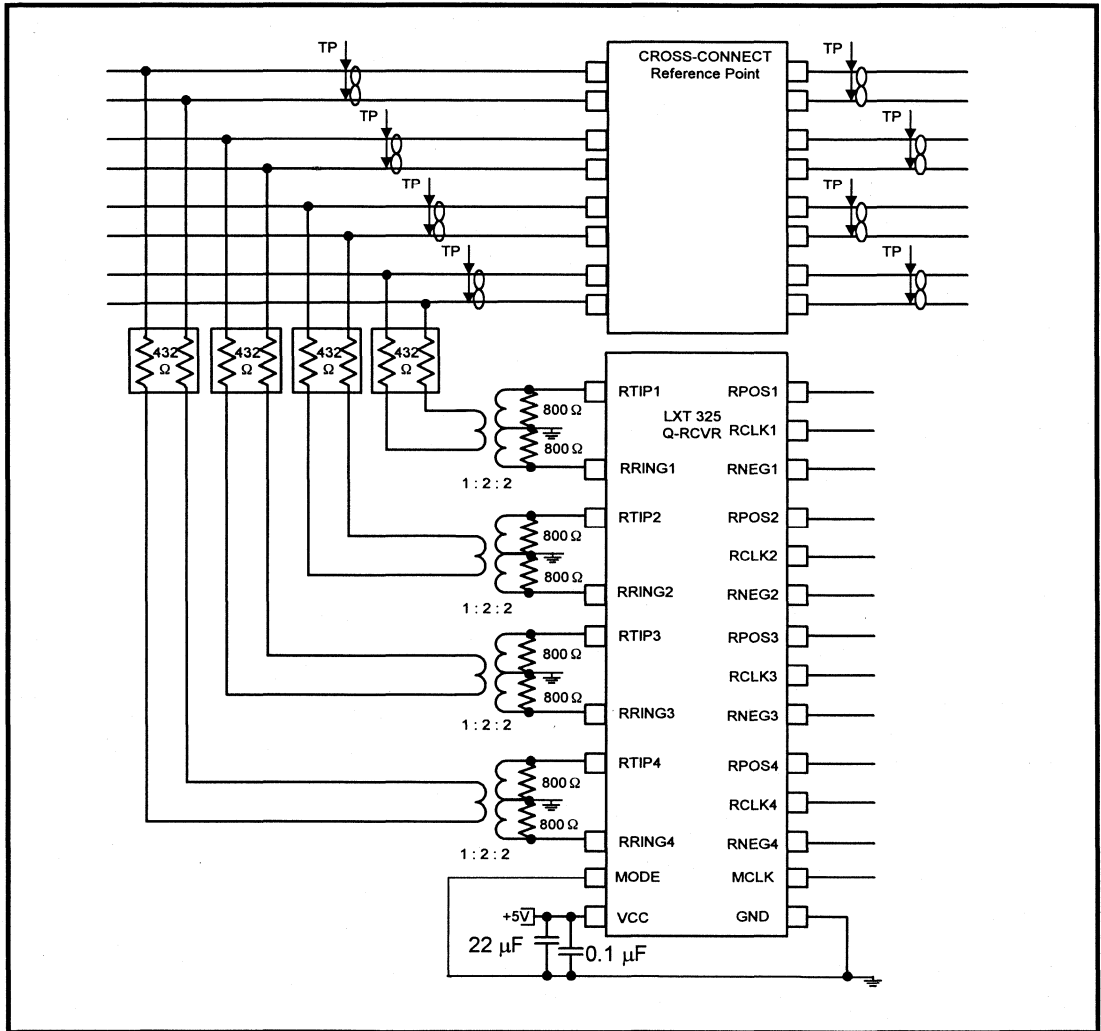 TP
CROSS-CONNECT
Reference Point
TP
TP
TP
TP
TP
TP
TP
432
Ω
432
Ω
432
Ω
432
Ω
LXT 325
Q-RCVR
RTIP1
RPOS1
800 Ω
RCLK1
800 Ω
RRING1
RNEG1
1 : 2 : 2
RTIP2
RPOS2
800 Ω
RCLK2
800 Ω
RRING2
RNEG2
1 : 2 : 2
RTIP3
RPOS3
800 Ω
RCLK3
800 Ω
RRING3
RNEG3
1 : 2 : 2
RTIP4
RPOS4
800 Ω
RCLK4
800 Ω
RRING4
RNEG4
1 : 2 : 2
MODE
MCLK
+5V
VCC
GND
22 µF
0.1 µF